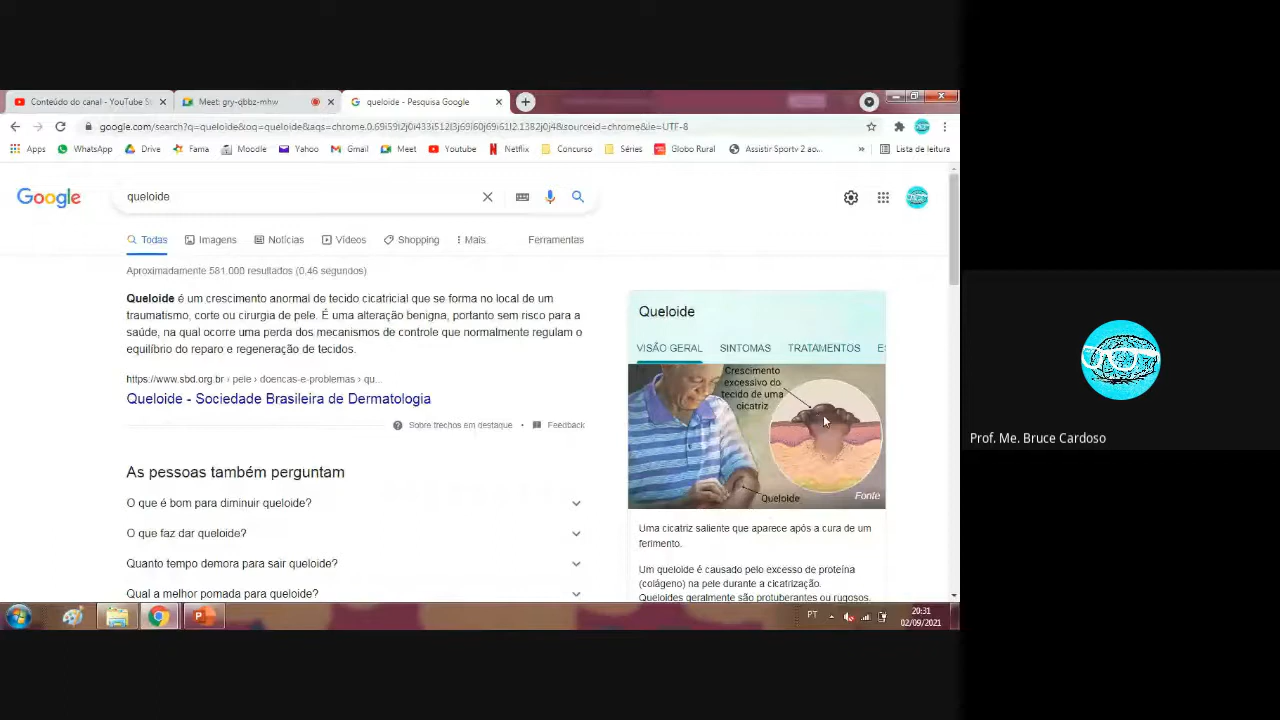 Conteúdo do canal - YouTube St
Meet: gry-qbbz-mhw
queloide - Pesquisa Google
google.com/search?q=queloide&oq=queloide&aqs=chrome.0.69i59l2j0i433i512l3j69i60j69i61l2.1382j0j4&sourceid=chrome&ie=UTF-8
Apps WhatsApp Drive Fama Moodle Yahoo Gmail Meet Youtube Netflix Concurso Séries Globo Rural Assistir Sportv 2 ao... » Lista de leitura
Google
queloide
Todas Imagens Notícias Vídeos Shopping Mais Ferramentas
Aproximadamente 581.000 resultados (0,46 segundos)
Queloide é um crescimento anormal de tecido cicatricial que se forma no local de um
traumatismo, corte ou cirurgia de pele. É uma alteração benigna, portanto sem risco para a
saúde, na qual ocorre uma perda dos mecanismos de controle que normalmente regulam o
equilíbrio do reparo e regeneração de tecidos.
https://www.sbd.org.br › pele › doencas-e-problemas › qu...
Queloide - Sociedade Brasileira de Dermatologia
Sobre trechos em destaque • Feedback
As pessoas também perguntam
O que é bom para diminuir queloide?
O que faz dar queloide?
Quanto tempo demora para sair queloide?
Qual a melhor pomada para queloide?
Queloide
VISÃO GERAL SINTOMAS TRATAMENTOS E
Crescimento
excessivo do
tecido de uma
cicatriz
Queloide
Fonte
Uma cicatriz saliente que aparece após a cura de um
ferimento.
Um queloide é causado pelo excesso de proteína
(colágeno) na pele durante a cicatrização.
Queloides geralmente são protuberantes ou rugosos.
PT
20:31
02/09/2021
Prof. Me. Bruce Cardoso